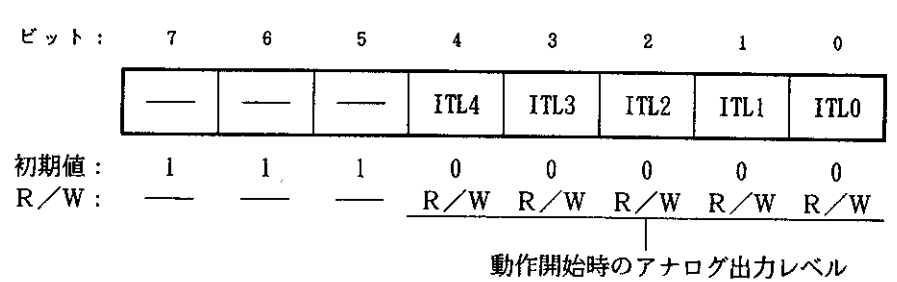 ビット： 7 6 5 4 3 2 1 0
— — — ITL4 ITL3 ITL2 ITL1 ITL0
初期値： 1 1 1 0 0 0 0 0
R／W： — — — R／W R／W R／W R／W R／W
動作開始時のアナログ出力レベル